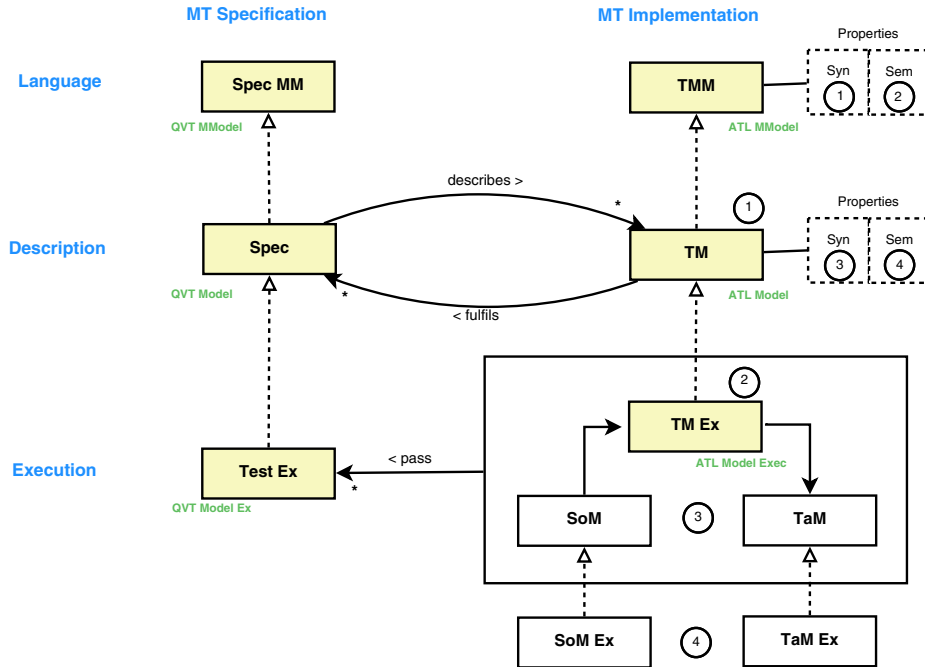 MT Specification
MT Implementation
Properties
Language
Spec MM
TMM
Syn
Sem
1
2
QVT MModel
ATL MModel
describes >
*
1
Properties
Description
Spec
TM
Syn
Sem
3
4
QVT Model
*
ATL Model
< fulfils
2
TM Ex
Execution
Test Ex
< pass
ATL Model Exec
*
QVT Model Ex
SoM
3
TaM
SoM Ex
4
TaM Ex